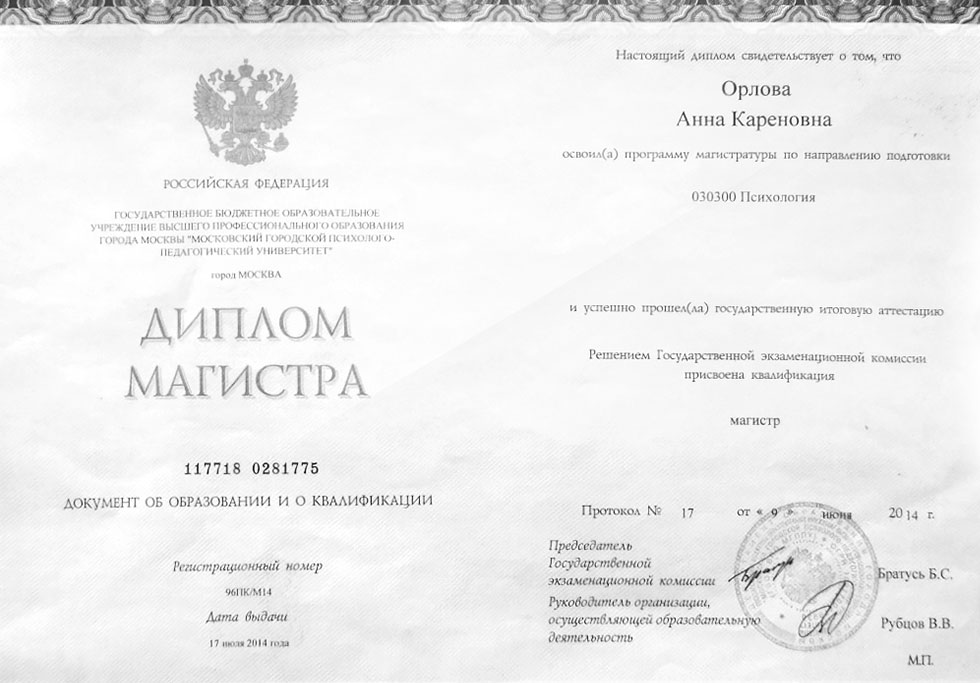 РОССИЙСКАЯ ФЕДЕРАЦИЯ
ГОСУДАРСТВЕННОЕ БЮДЖЕТНОЕ ОБРАЗОВАТЕЛЬНОЕ
УЧРЕЖДЕНИЕ ВЫСШЕГО ПРОФЕССИОНАЛЬНОГО ОБРАЗОВАНИЯ
ГОРОДА МОСКВЫ "МОСКОВСКИЙ ГОРОДСКОЙ ПСИХОЛОГО-
ПЕДАГОГИЧЕСКИЙ УНИВЕРСИТЕТ"
город МОСКВА
ДИПЛОМ
МАГИСТРА
117718 0281775
ДОКУМЕНТ ОБ ОБРАЗОВАНИИ И О КВАЛИФИКАЦИИ
Регистрационный номер
96ПК/М14
Дата выдачи
17 июля 2014 года
Настоящий диплом свидетельствует о том, что
Орлова
Анна Кареновна
освоил(а) программу магистратуры по направлению подготовки
030300 Психология
и успешно прошел(ла) государственную итоговую аттестацию
Решением Государственной экзаменационной комиссии
присвоена квалификация
магистр
Протокол № 17 от « 9 » июня 2014 г.
Председатель
Государственной
экзаменационной комиссии Братусь Б.С.
Руководитель организации,
осуществляющей образовательную Рубцов В.В.
деятельность
М.П.